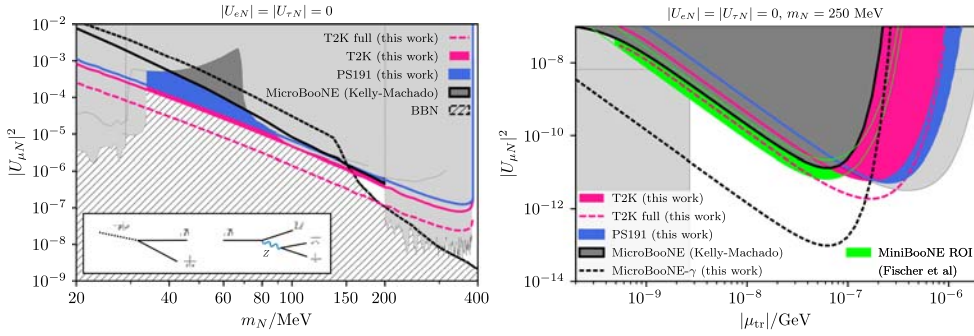 |U_{eN}| = |U_{τN}| = 0
10^{-2}
10^{-3}
10^{-4}
10^{-5}
10^{-6}
10^{-7}
10^{-8}
10^{-9}
|U_{μN}|^2
T2K full (this work)
T2K (this work)
PS191 (this work)
MicroBooNE (Kelly-Machado)
BBN
Z
20 40 60 80 100 150 200 400
m_N/MeV
|U_{eN}| = |U_{τN}| = 0, m_N = 250 MeV
10^{-8}
10^{-10}
10^{-12}
10^{-14}
|U_{μN}|^2
T2K (this work)
T2K full (this work)
PS191 (this work)
MicroBooNE (Kelly-Machado)
MicroBooNE-γ (this work)
MiniBooNE ROI
(Fischer et al)
10^{-9} 10^{-8} 10^{-7} 10^{-6}
|μ_{tr}|/GeV